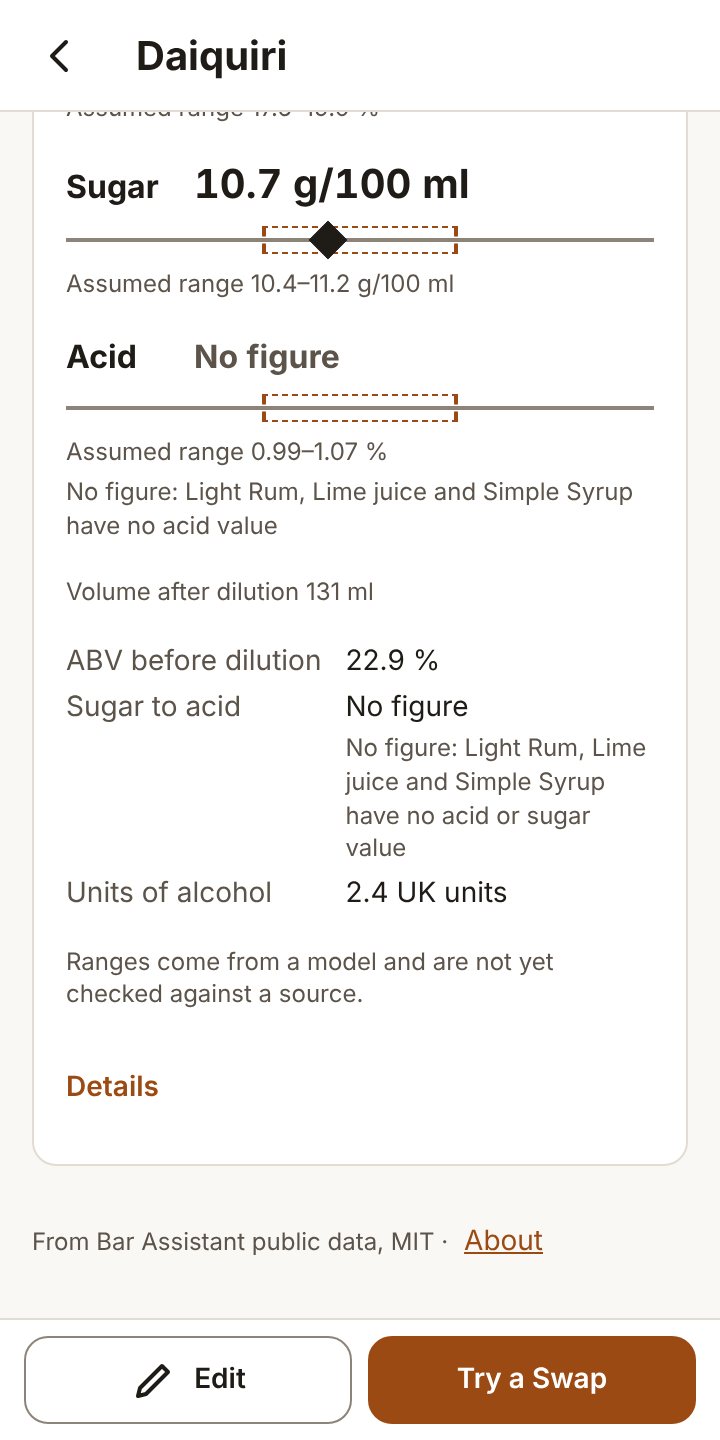 Daiquiri
Sugar 10.7 g/100 ml
Assumed range 10.4–11.2 g/100 ml
Acid No figure
Assumed range 0.99–1.07 %
No figure: Light Rum, Lime juice and Simple Syrup
have no acid value
Volume after dilution 131 ml
ABV before dilution 22.9 %
Sugar to acid No figure
No figure: Light Rum, Lime
juice and Simple Syrup
have no acid or sugar
value
Units of alcohol 2.4 UK units
Ranges come from a model and are not yet
checked against a source.
Details
From Bar Assistant public data, MIT · About
Edit
Try a Swap